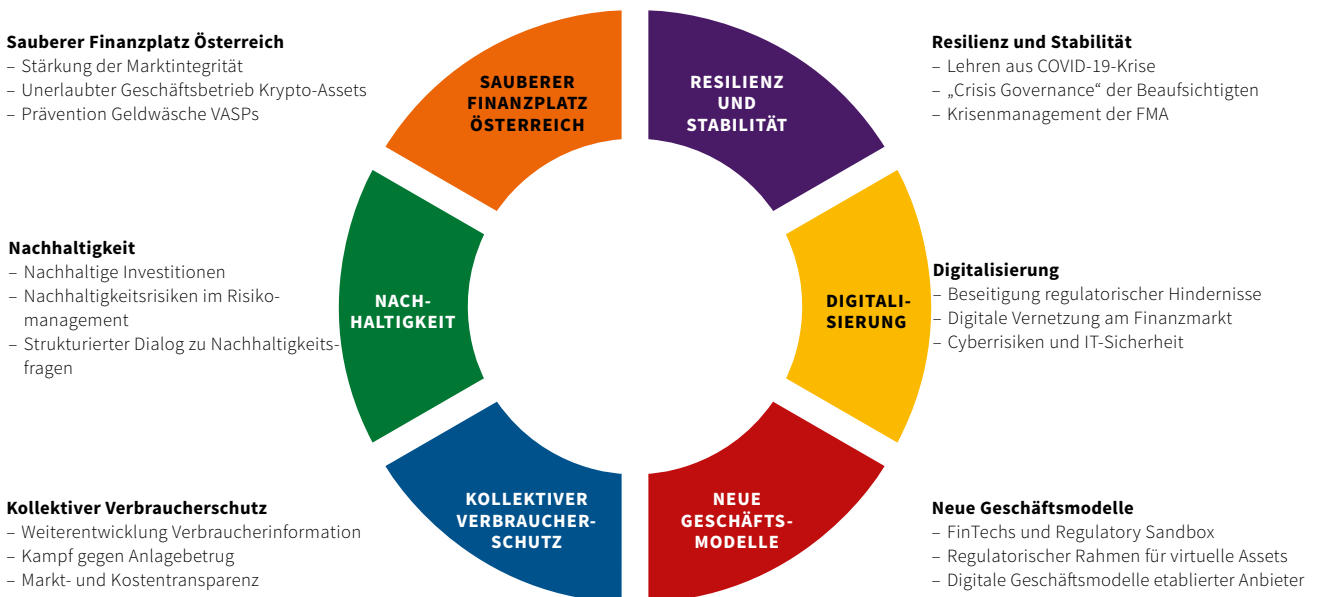 Sauberer Finanzplatz Österreich
– Stärkung der Marktintegrität
– Unerlaubter Geschäftsbetrieb Krypto-Assets
– Prävention Geldwäsche VASPs
SAUBERER
FINANZPLATZ
ÖSTERREICH
RESILIENZ
UND
STABILITÄT
Resilienz und Stabilität
– Lehren aus COVID-19-Krise
– „Crisis Governance“ der Beaufsichtigten
– Krisenmanagement der FMA
Nachhaltigkeit
– Nachhaltige Investitionen
– Nachhaltigkeitsrisiken im Risiko-
management
– Strukturierter Dialog zu Nachhaltigkeits-
fragen
NACH-
HALTIGKEIT
DIGITALI-
SIERUNG
Digitalisierung
– Beseitigung regulatorischer Hindernisse
– Digitale Vernetzung am Finanzmarkt
– Cyberrisiken und IT-Sicherheit
Kollektiver Verbraucherschutz
– Weiterentwicklung Verbraucherinformation
– Kampf gegen Anlagebetrug
– Markt- und Kostentransparenz
KOLLEKTIVER
VERBRAUCHER-
SCHUTZ
NEUE
GESCHÄFTS-
MODELLE
Neue Geschäftsmodelle
– FinTechs und Regulatory Sandbox
– Regulatorischer Rahmen für virtuelle Assets
– Digitale Geschäftsmodelle etablierter Anbieter